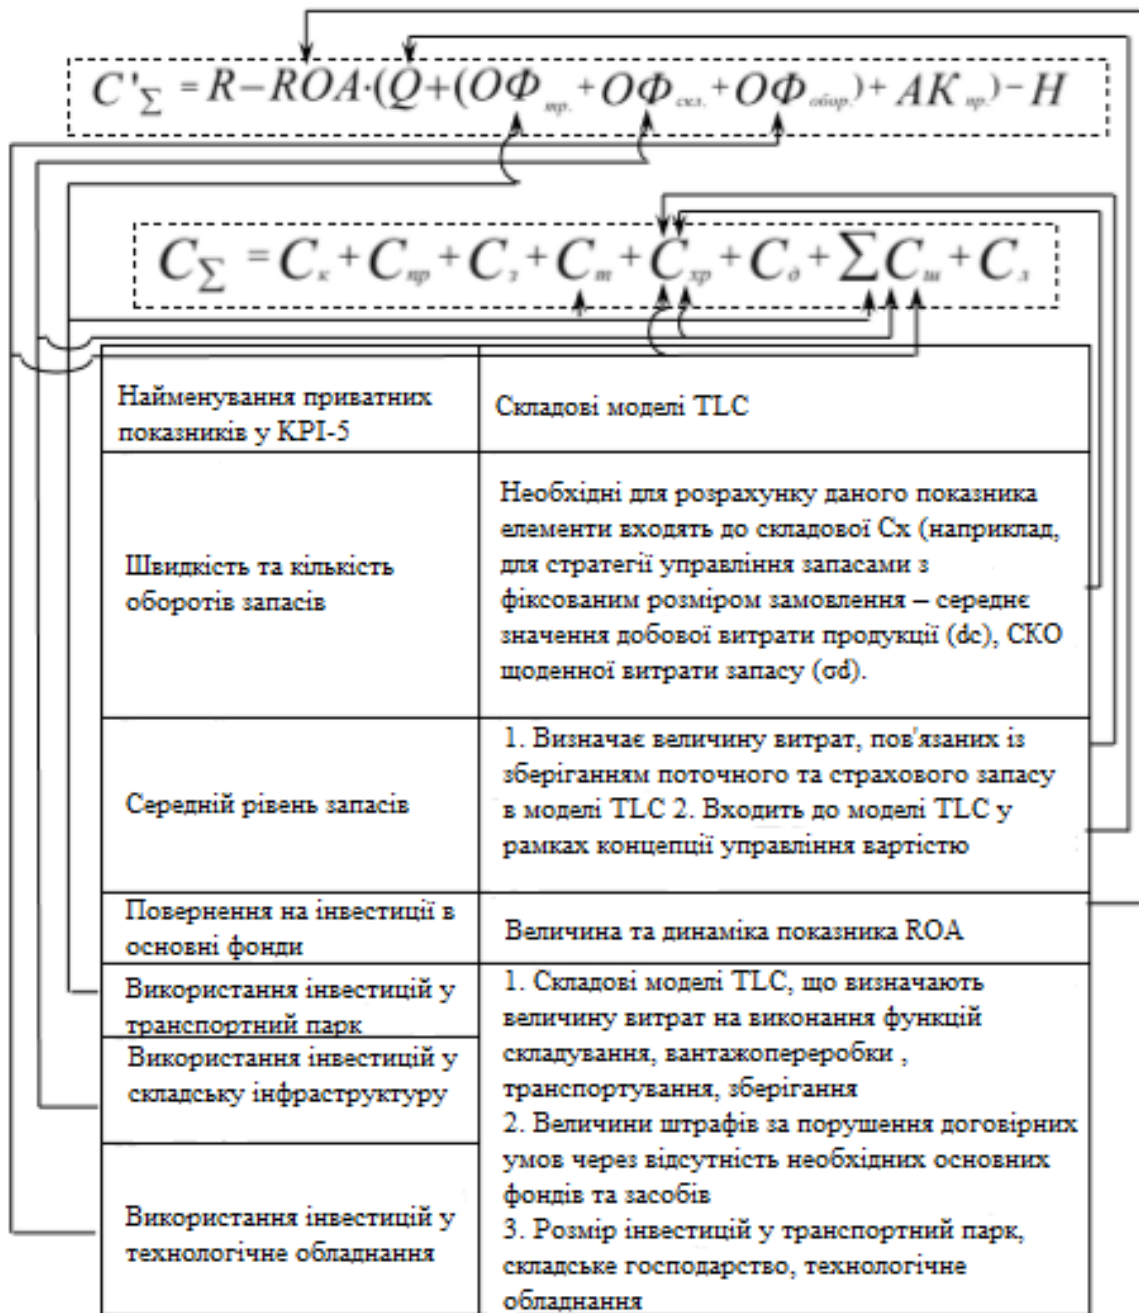 C'∑ = R – ROA·(Q + (ОФтр. + ОФскл. + ОФобор.) + АКпр.) – Н
C∑ = Cк + Cпр + Cз + Cт + Cхр + Cд + ∑Cш + Cл
Найменування приватних
показників у KPI-5
Складові моделі TLC
Швидкість та кількість
оборотів запасів
Необхідні для розрахунку даного показника
елементи входять до складової Сх (наприклад,
для стратегії управління запасами з
фіксованим розміром замовлення – середнє
значення добової витрати продукції (dc), СКО
щоденної витрати запасу (σd).
Середній рівень запасів
1. Визначає величину витрат, пов'язаних із
зберіганням поточного та страхового запасу
в моделі TLC 2. Входить до моделі TLC у
рамках концепції управління вартістю
Повернення на інвестиції в
основні фонди
Величина та динаміка показника ROA
Використання інвестицій у
транспортний парк
Використання інвестицій у
складську інфраструктуру
Використання інвестицій у
технологічне обладнання
1. Складові моделі TLC, що визначають
величину витрат на виконання функцій
складування, вантажопереробки ,
транспортування, зберігання
2. Величини штрафів за порушення договірних
умов через відсутність необхідних основних
фондів та засобів
3. Розмір інвестицій у транспортний парк,
складське господарство, технологічне
обладнання